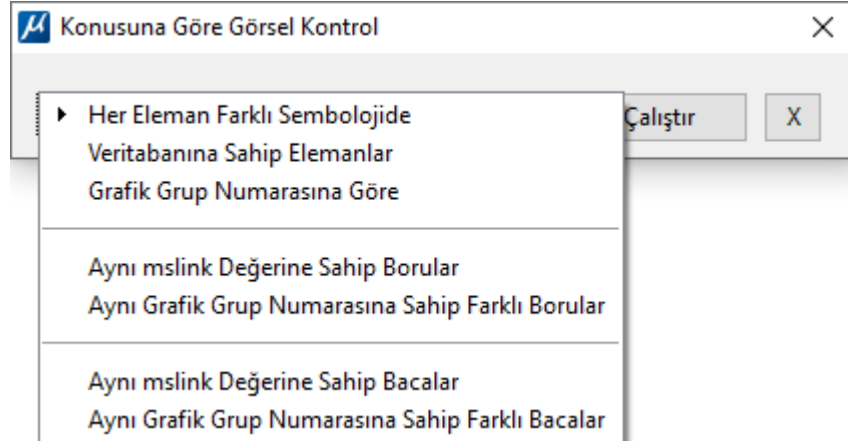 Konusuna Göre Görsel Kontrol
Her Eleman Farklı Sembolojide
Çalıştır
X
Veritabanına Sahip Elemanlar
Grafik Grup Numarasına Göre
Aynı mslink Değerine Sahip Borular
Aynı Grafik Grup Numarasına Sahip Farklı Borular
Aynı mslink Değerine Sahip Bacalar
Aynı Grafik Grup Numarasına Sahip Farklı Bacalar